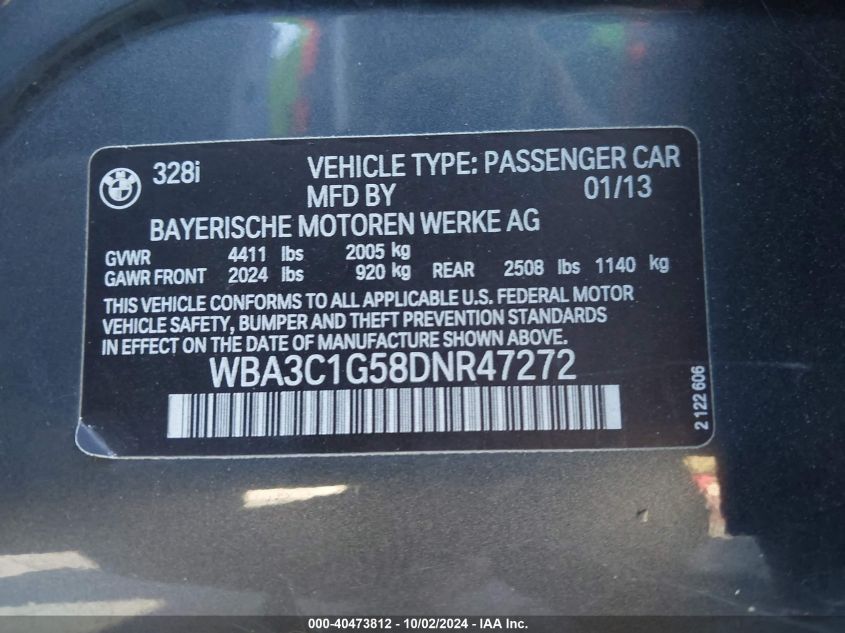 328i VEHICLE TYPE: PASSENGER CAR
MFD BY 01/13
BAYERISCHE MOTOREN WERKE AG
GVWR 4411 lbs 2005 kg
GAWR FRONT 2024 lbs 920 kg REAR 2508 lbs 1140 kg
THIS VEHICLE CONFORMS TO ALL APPLICABLE U.S. FEDERAL MOTOR
VEHICLE SAFETY, BUMPER AND THEFT PREVENTION STANDARDS
IN EFFECT ON THE DATE OF MANUFACTURE SHOWN ABOVE.
WBA3C1G58DNR47272
2 122 606
000-40473812 - 10/02/2024 - IAA Inc.